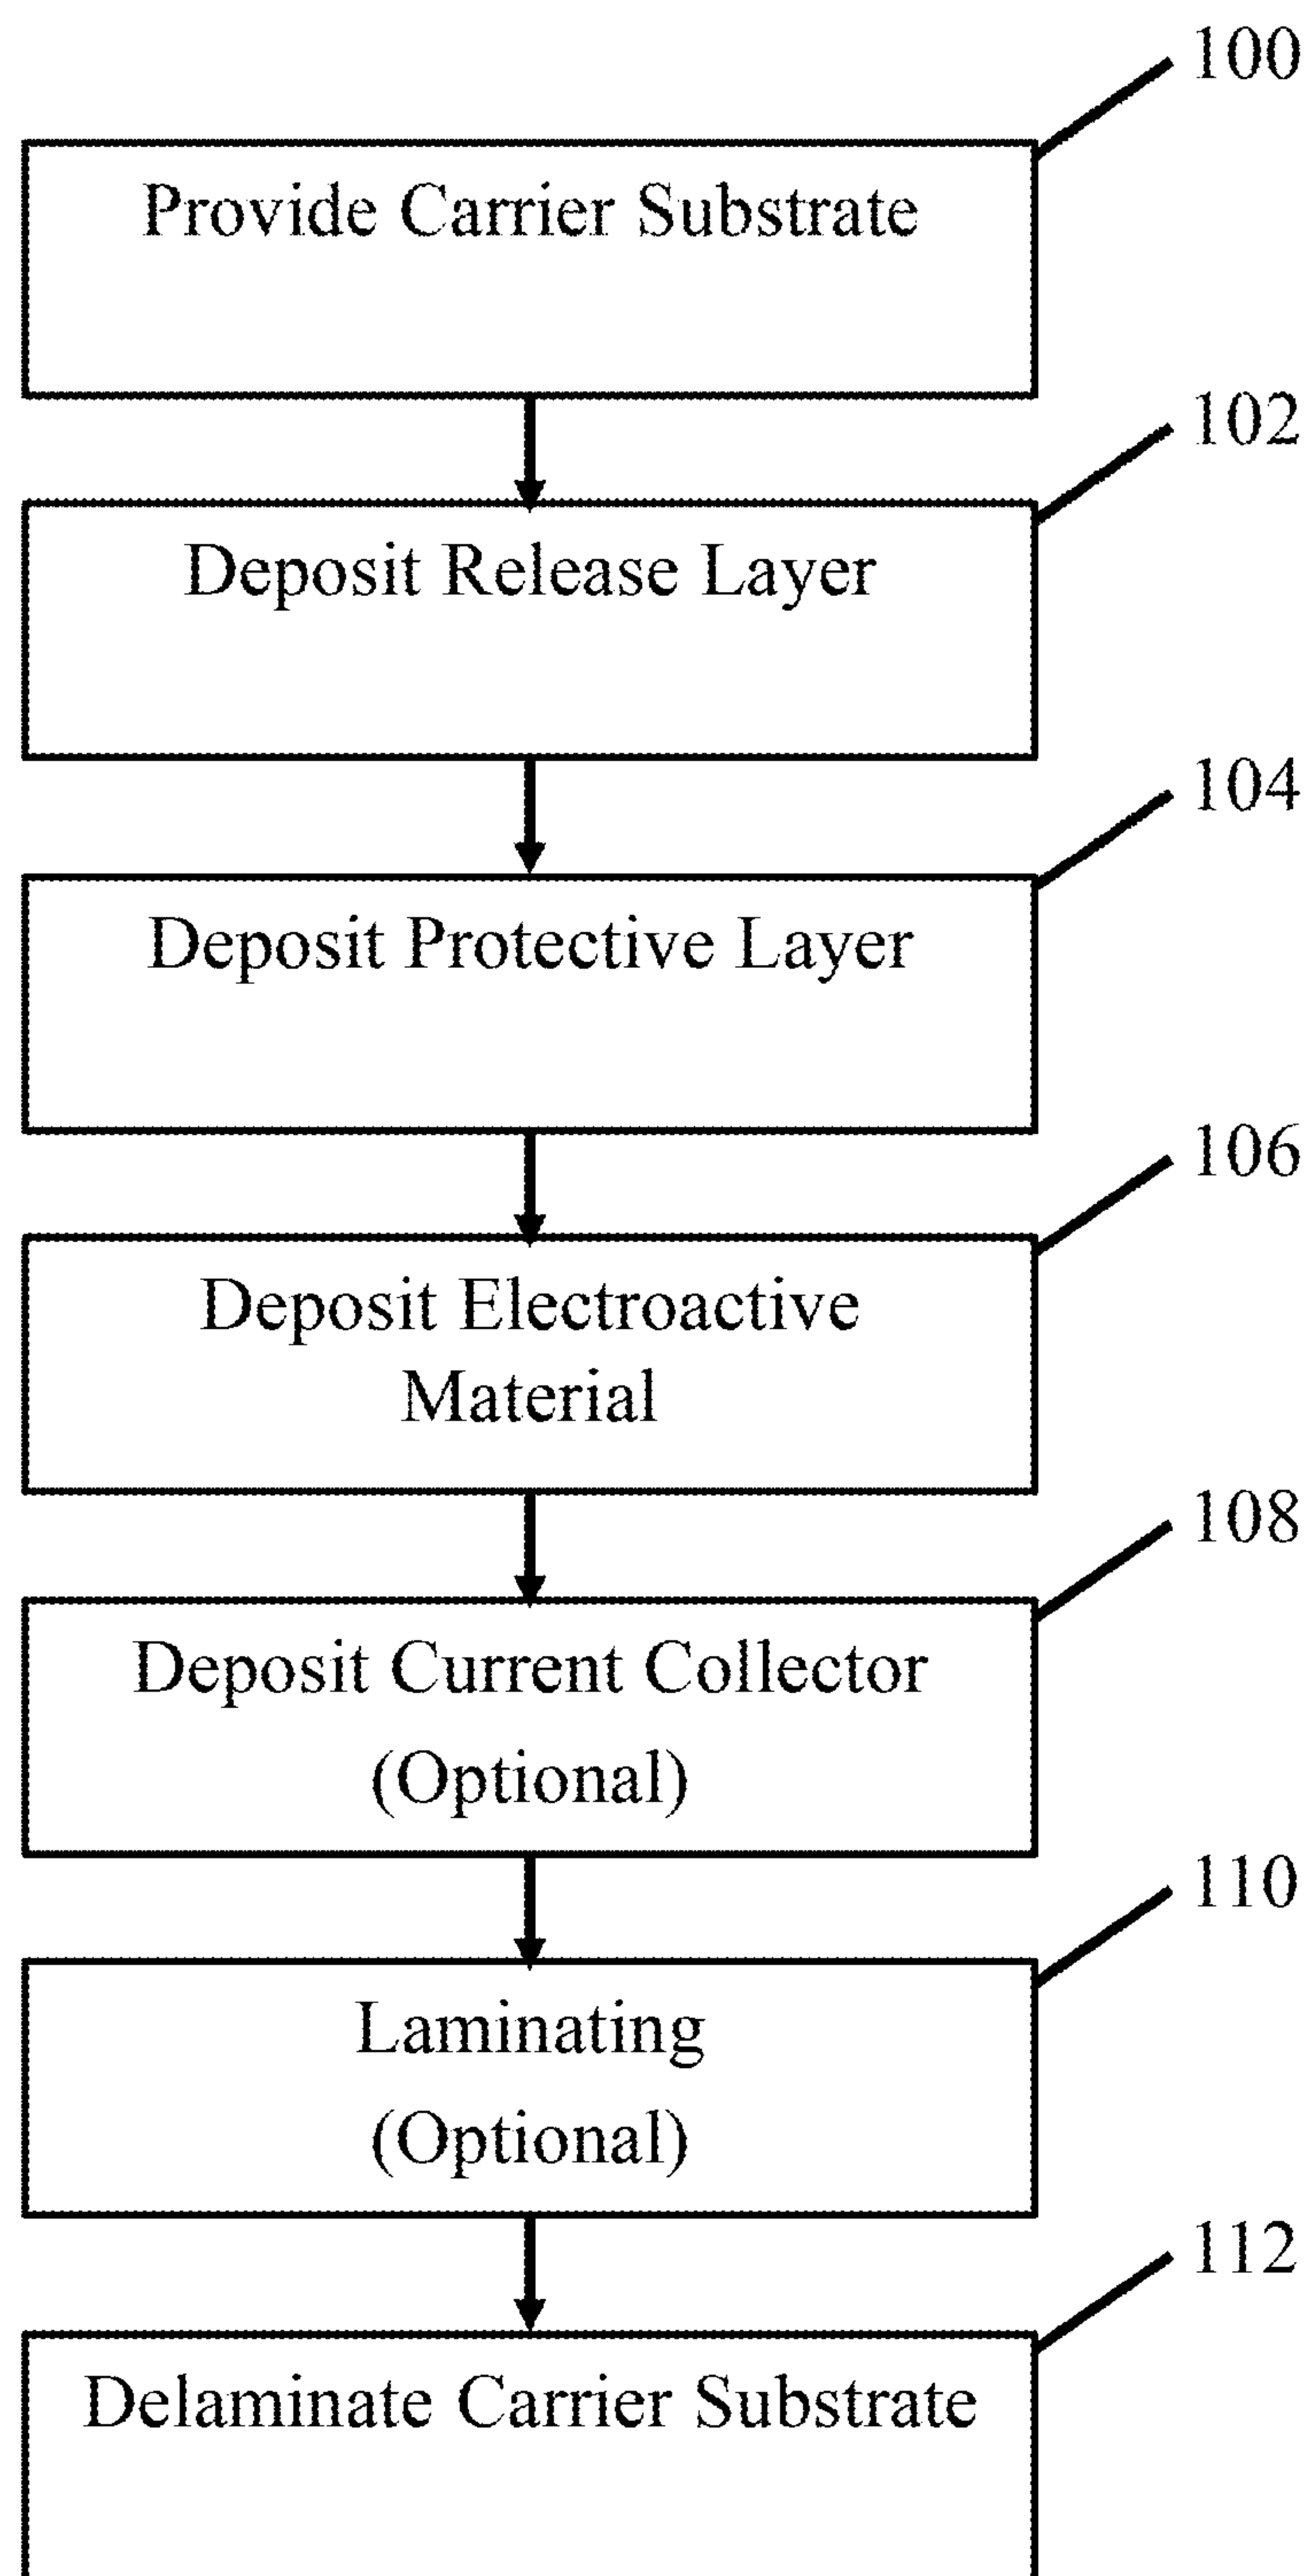 100
Provide Carrier Substrate
102
Deposit Release Layer
104
Deposit Protective Layer
106
Deposit Electroactive
Material
108
Deposit Current Collector
(Optional)
110
Laminating
(Optional)
112
Delaminate Carrier Substrate